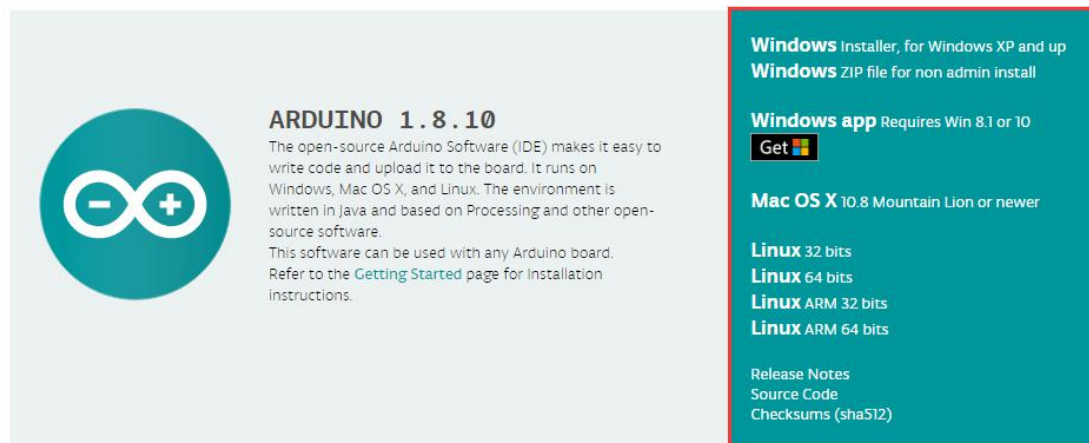 ARDUINO 1.8.10
The open-source Arduino Software (IDE) makes it easy to
write code and upload it to the board. It runs on
Windows, Mac OS X, and Linux. The environment is
written in Java and based on Processing and other open-
source software.
This software can be used with any Arduino board.
Refer to the Getting Started page for Installation
instructions.
Windows Installer, for Windows XP and up
Windows ZIP file for non admin install
Windows app Requires Win 8.1 or 10
Get
Mac OS X 10.8 Mountain Lion or newer
Linux 32 bits
Linux 64 bits
Linux ARM 32 bits
Linux ARM 64 bits
Release Notes
Source Code
Checksums (sha512)